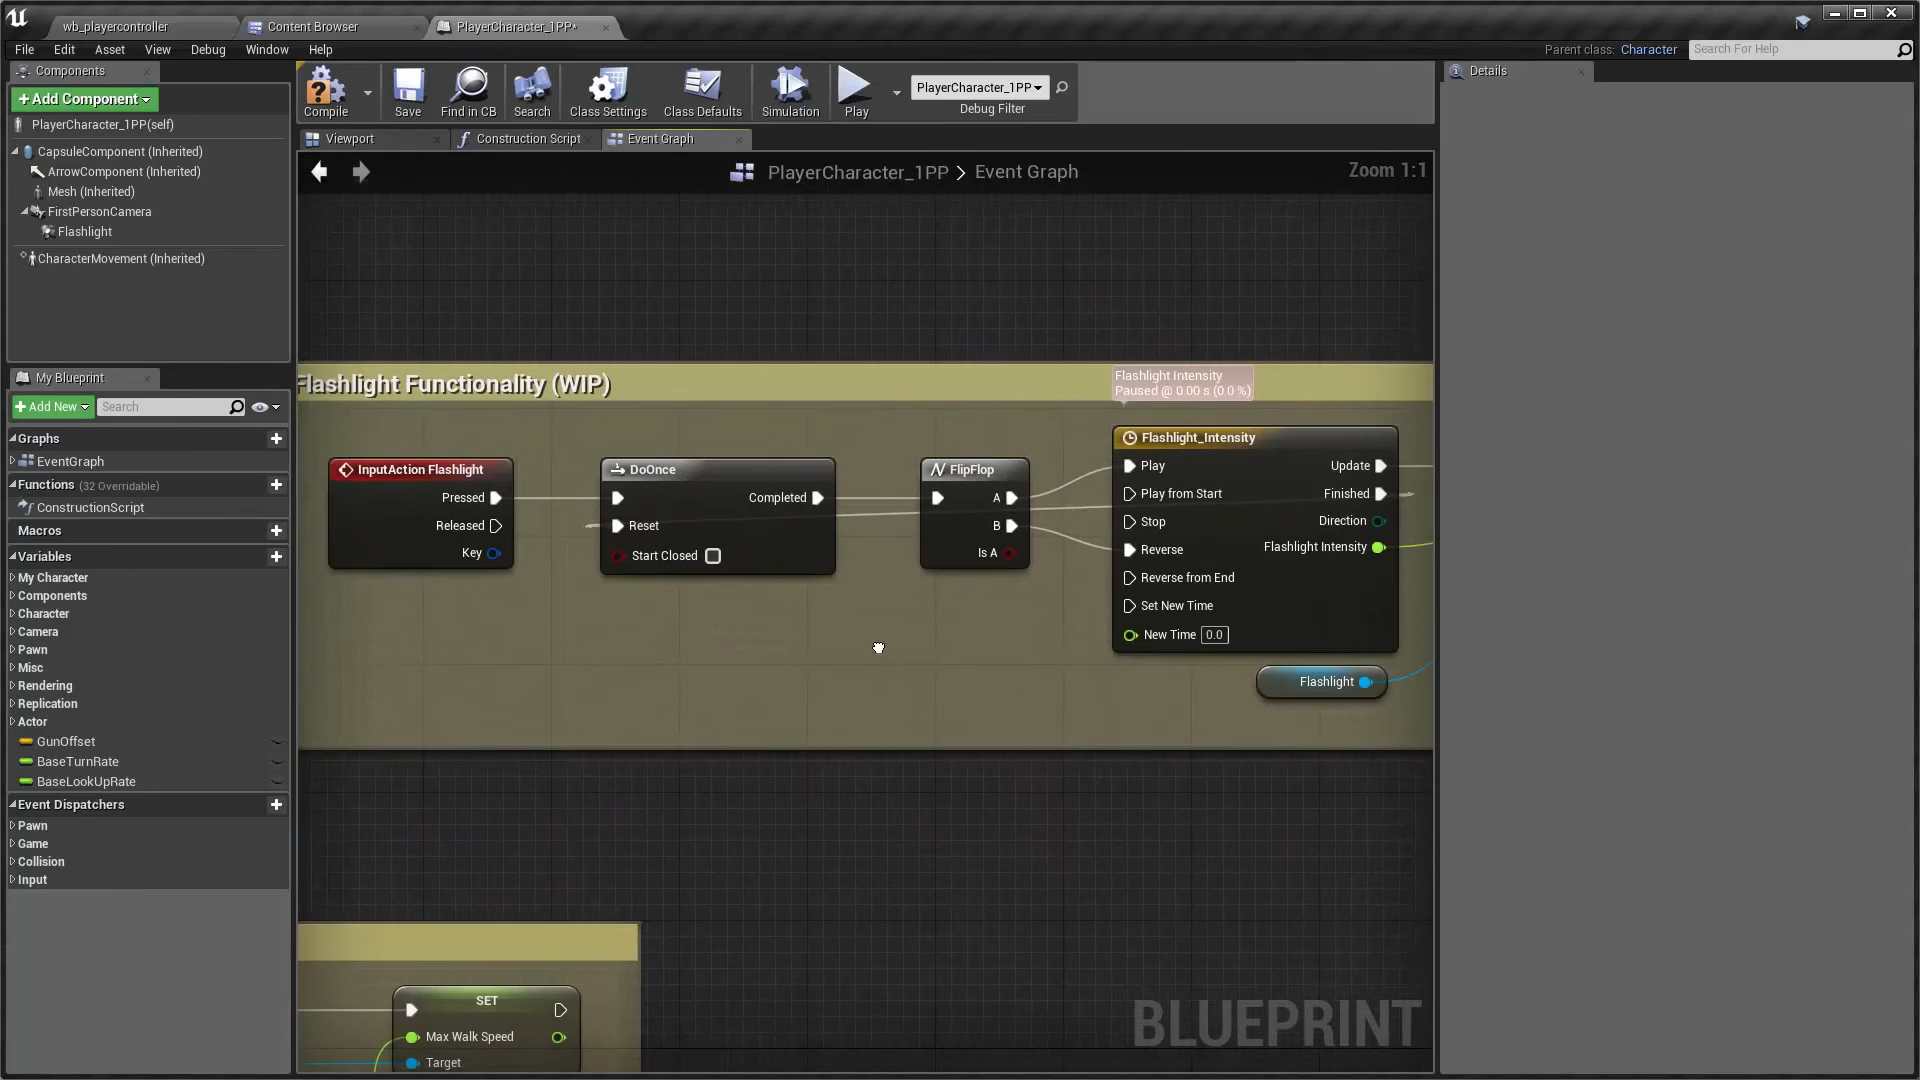 wb_playercontroller
Content Browser
PlayerCharacter_1PP*
File Edit Asset View Debug Window Help
Parent class: Character
Search For Help
Components
+Add Component
PlayerCharacter_1PP(self)
CapsuleComponent (Inherited)
ArrowComponent (Inherited)
Mesh (Inherited)
FirstPersonCamera
Flashlight
CharacterMovement (Inherited)
Compile
Save
Find in CB
Search
Class Settings
Class Defaults
Simulation
Play
PlayerCharacter_1PP
Debug Filter
Details
Viewport
Construction Script
Event Graph
PlayerCharacter_1PP > Event Graph
Zoom 1:1
My Blueprint
+Add New
Search
Graphs
EventGraph
Functions (32 Overridable)
ConstructionScript
Macros
Variables
My Character
Components
Character
Camera
Pawn
Misc
Rendering
Replication
Actor
GunOffset
BaseTurnRate
BaseLookUpRate
Event Dispatchers
Pawn
Game
Collision
Input
Flashlight Functionality (WIP)
Flashlight Intensity
Paused @ 0.00 s (0.0 %)
InputAction Flashlight
Pressed
Released
Key
DoOnce
Completed
Reset
Start Closed
FlipFlop
A
B
Is A
Flashlight_Intensity
Play
Update
Play from Start
Finished
Stop
Direction
Reverse
Flashlight Intensity
Reverse from End
Set New Time
New Time 0.0
Flashlight
SET
Max Walk Speed
Target
BLUEPRINT